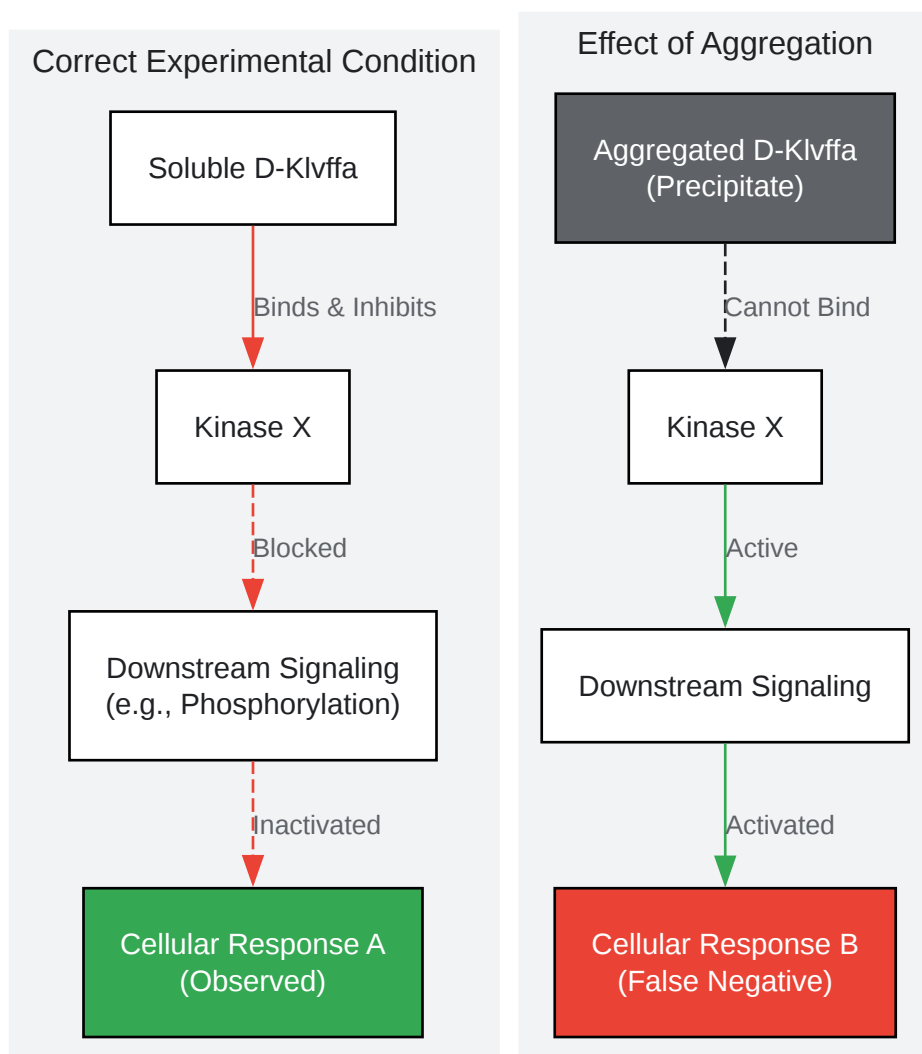 Correct Experimental Condition
Soluble D-Klvffa
Binds & Inhibits
Kinase X
Blocked
Downstream Signaling
(e.g., Phosphorylation)
Inactivated
Cellular Response A
(Observed)
Effect of Aggregation
Aggregated D-Klvffa
(Precipitate)
Cannot Bind
Kinase X
Active
Downstream Signaling
Activated
Cellular Response B
(False Negative)